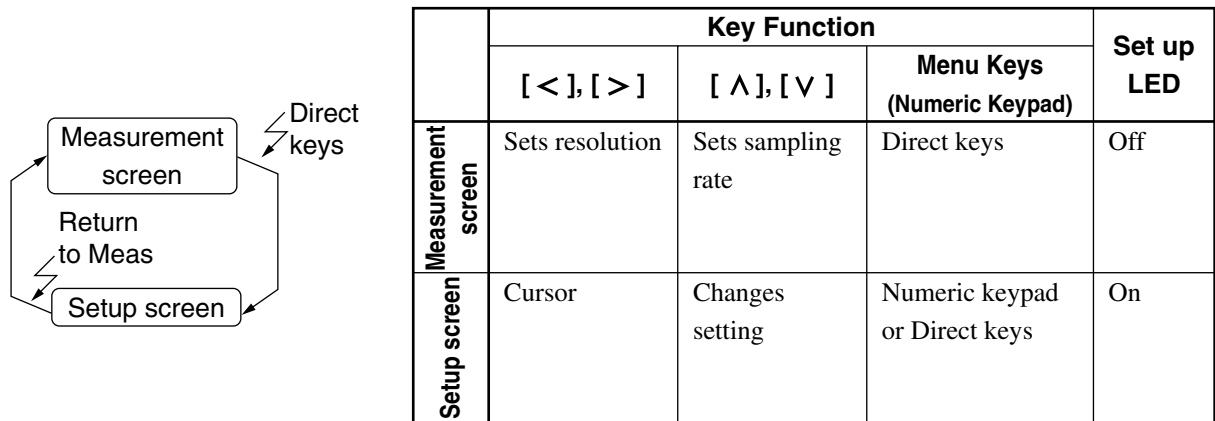 Measurement
screen
Direct
keys
Return
to Meas
Setup screen
Key Function
Set up
LED
[ < ], [ > ]
[ ∧ ], [ ∨ ]
Menu Keys
(Numeric Keypad)
Measurement
screen
Sets resolution
Sets sampling
rate
Direct keys
Off
Setup screen
Cursor
Changes
setting
Numeric keypad
or Direct keys
On